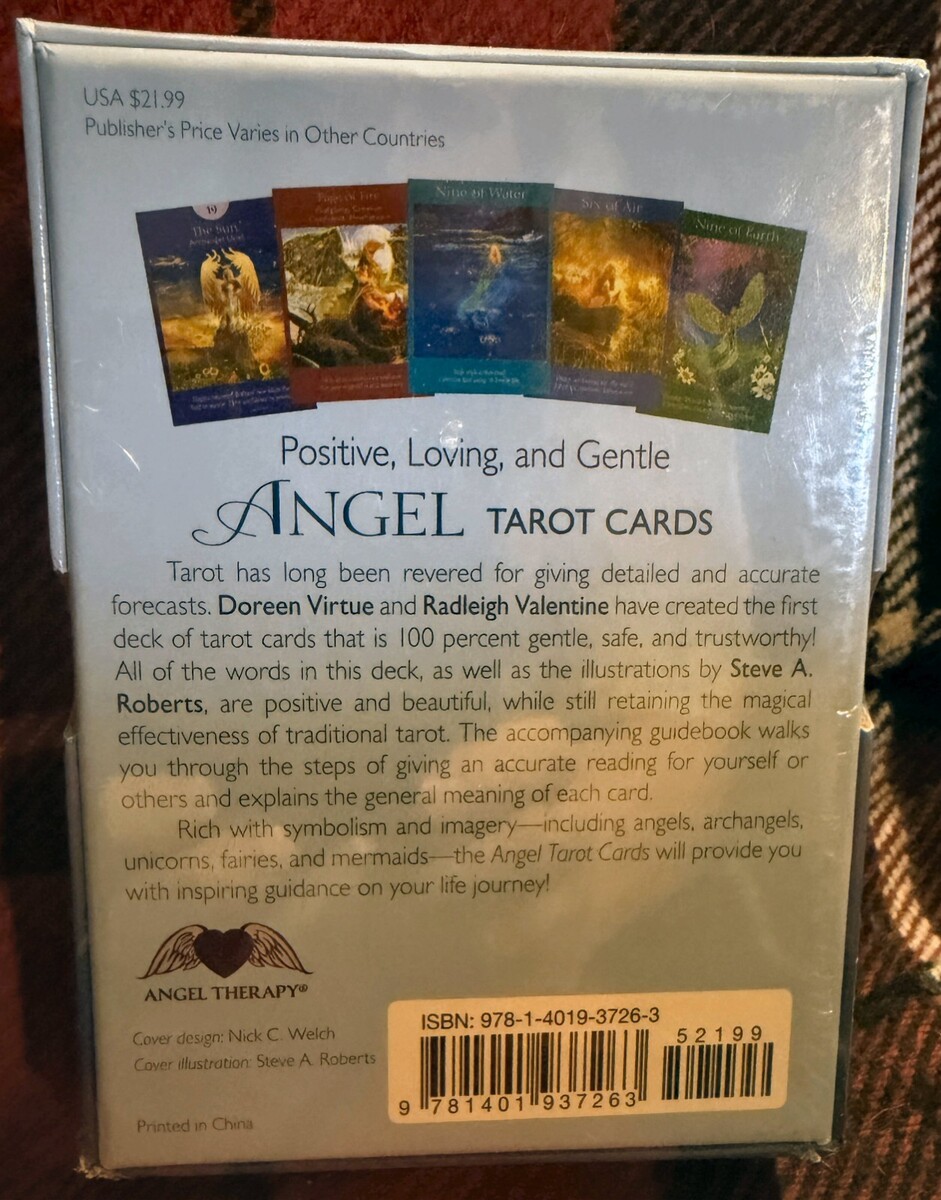 USA $21.99
Publisher's Price Varies in Other Countries
19
The Sun
Page of Fire
Nine of Water
Six of Air
Nine of Earth
Positive, Loving, and Gentle
ANGEL TAROT CARDS
Tarot has long been revered for giving detailed and accurate
forecasts. Doreen Virtue and Radleigh Valentine have created the first
deck of tarot cards that is 100 percent gentle, safe, and trustworthy!
All of the words in this deck, as well as the illustrations by Steve A.
Roberts, are positive and beautiful, while still retaining the magical
effectiveness of traditional tarot. The accompanying guidebook walks
you through the steps of giving an accurate reading for yourself or
others and explains the general meaning of each card.
Rich with symbolism and imagery—including angels, archangels,
unicorns, fairies, and mermaids—the Angel Tarot Cards will provide you
with inspiring guidance on your life journey!
ANGEL THERAPY®
Cover design: Nick C. Welch
Cover illustration: Steve A. Roberts
Printed in China
ISBN: 978-1-4019-3726-3
52199
9 781401 937263